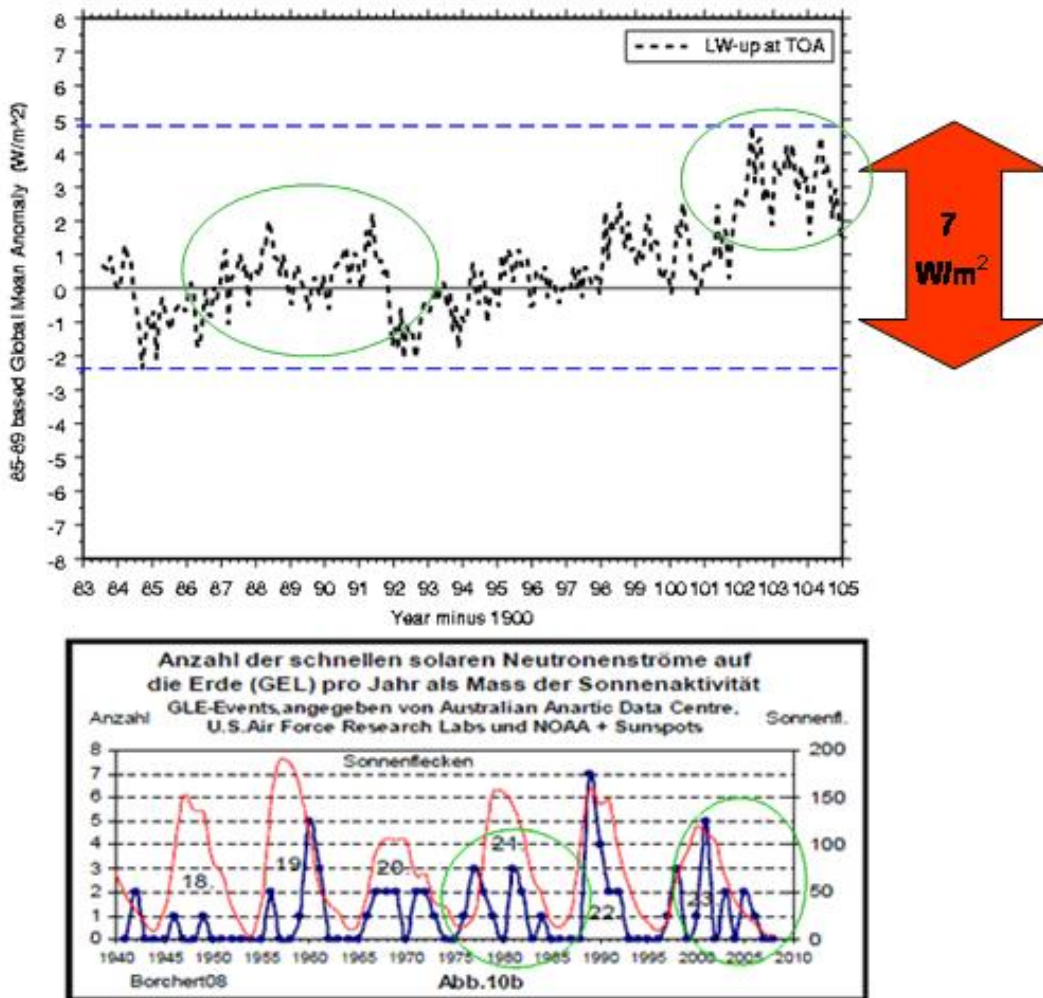 8
7
6
5
4
3
2
1
0
-1
-2
-3
-4
-5
-6
-7
-8
85-89 based Global Mean Anomaly (W/m^2)
LW-up at TOA
7
W/m²
83 84 85 86 87 88 89 90 91 92 93 94 95 96 97 98 99 100 101 102 103 104 105
Year minus 1900
Anzahl der schnellen solaren Neutronenströme auf
die Erde (GEL) pro Jahr als Mass der Sonnenaktivität
GLE-Events,angegeben von Australian Anartic Data Centre,
Anzahl U.S.Air Force Research Labs und NOAA + Sunspots Sonnenfl.
Sonnenflecken
8 200
7
6 150
5
4 100
3
2 50
1
0 0
18. 19 20. 24. 22 23.
1940 1945 1950 1955 1960 1965 1970 1975 1980 1985 1990 1995 2000 2005 2010
Borchert08 Abb.10b